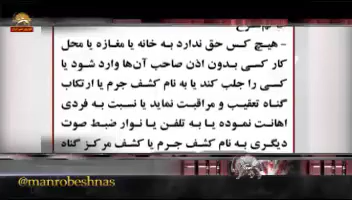 - هیچ کس حق ندارد به خانه یا مغازه یا محل
کار کسی بدون اذن صاحب آن‌ها وارد شود یا
کسی را جلب کند یا به نام کشف جرم یا ارتکاب
گناه تعقیب و مراقبت نماید یا نسبت به فردی
اهانت نموده یا به تلفن یا نوار ضبط صوت
دیگری به نام کشف جرم یا کشف مرکز گناه
@manrobeshnas